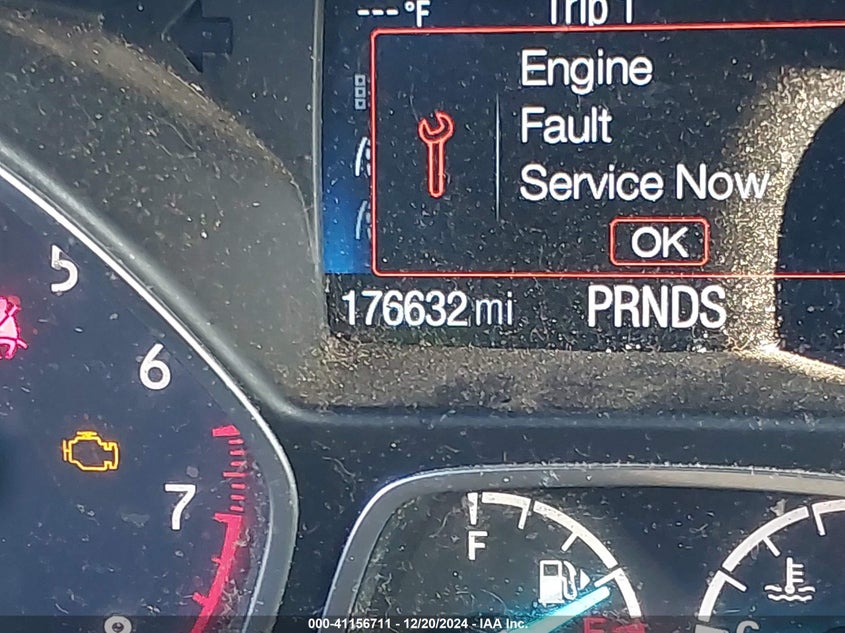 ---°F
Trip 1
Engine
Fault
Service Now
OK
176632 mi
PRNDS
5
6
7
8
F
E
C
000-41156711 - 12/20/2024 - IAA Inc.